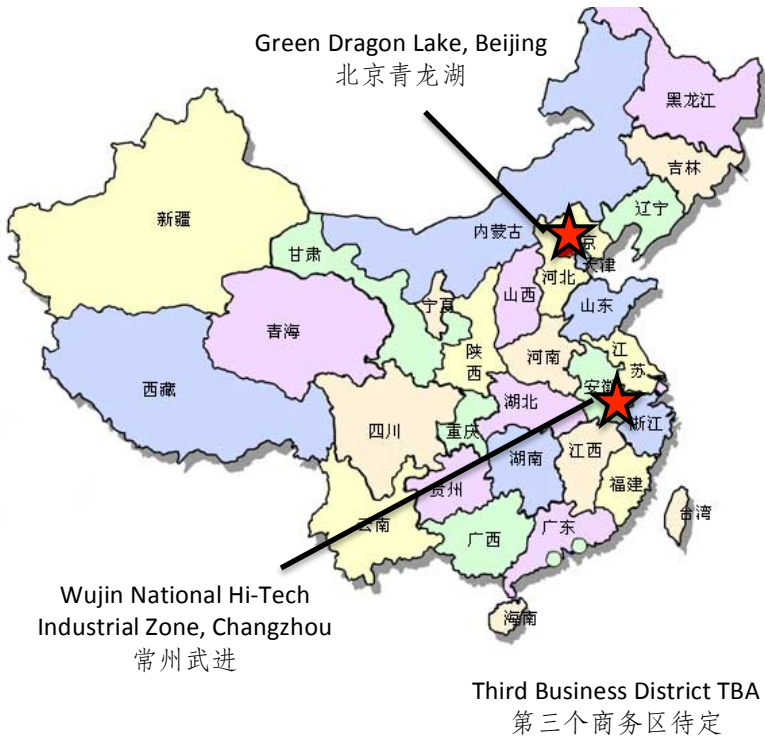 Green Dragon Lake, Beijing
北京青龙湖
黑龙江
吉林
辽宁
新疆
内蒙古
京
甘肃
天津
河北
宁夏
山西
山东
青海
陕
西
河南
江
苏
西藏
安徽
湖北
浙江
四川
重庆
湖南
江西
贵州
福建
云南
广西
广东
台湾
Wujin National Hi-Tech
Industrial Zone, Changzhou
常州武进
海南
Third Business District TBA
第三个商务区待定